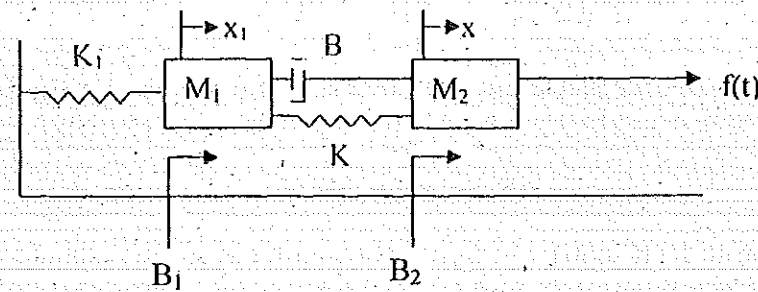 x₁ B x
K₁ M₁ M₂ f(t)
K
B₁ B₂